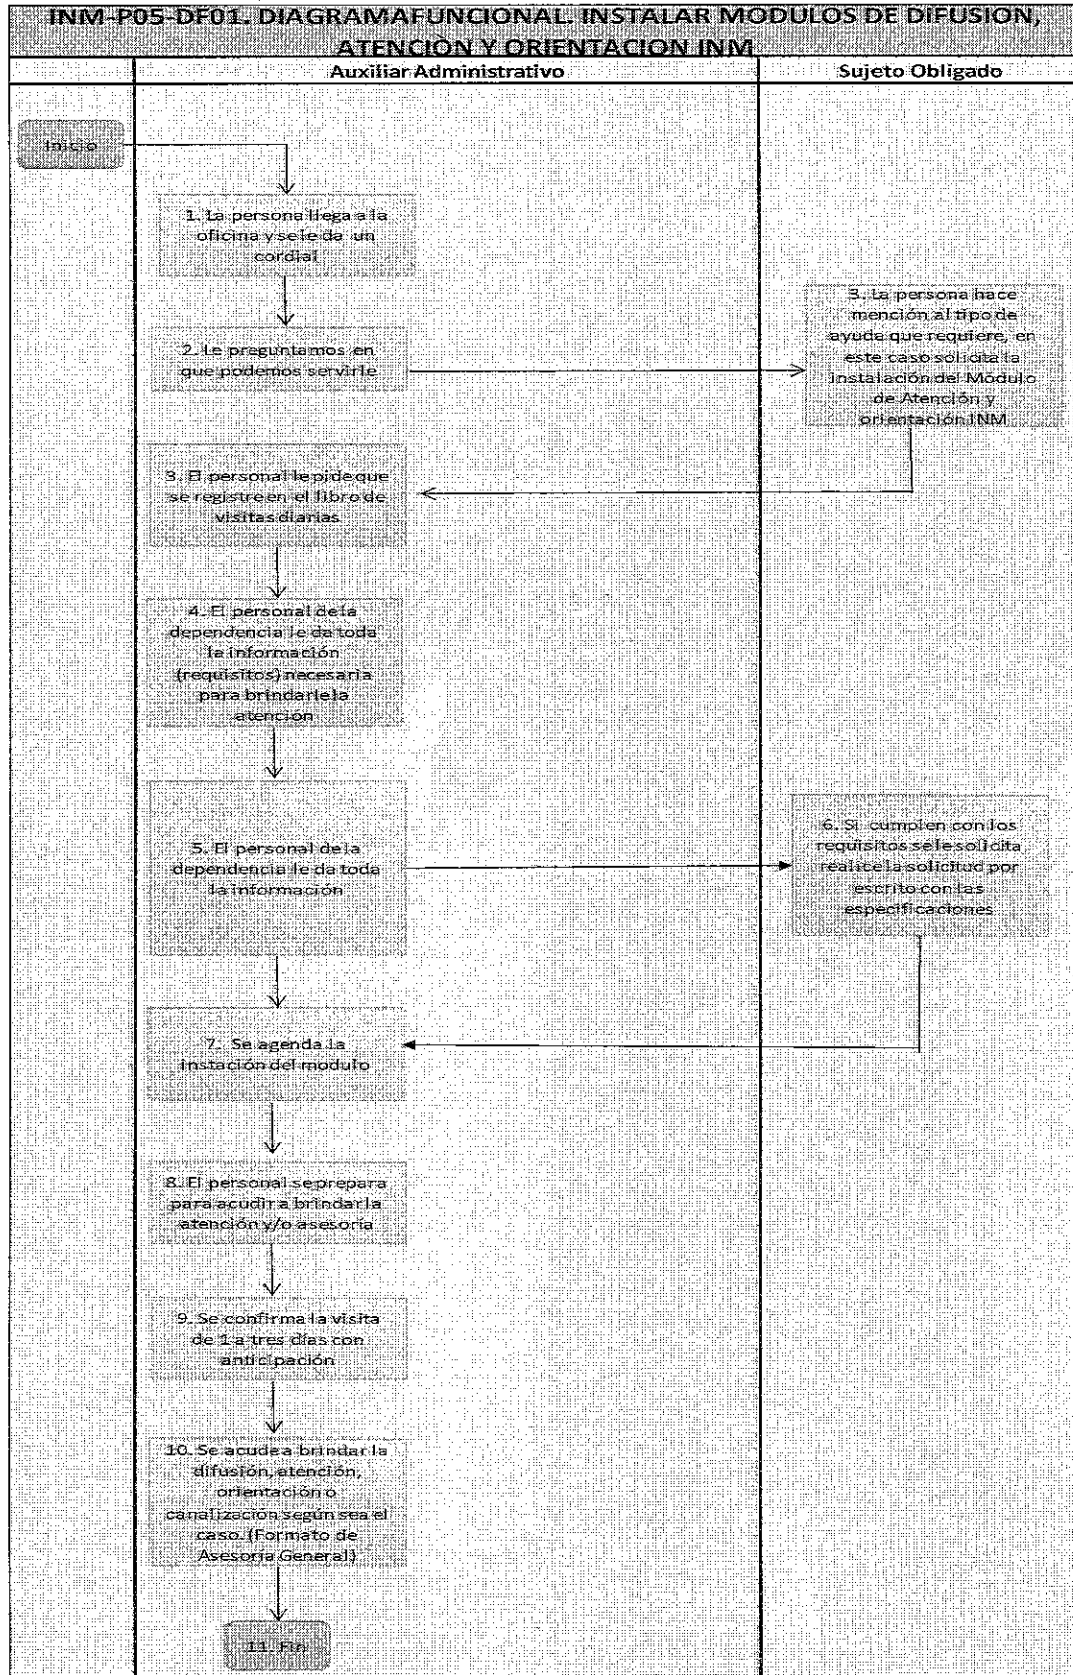 INM-P05-DF01. DIAGRAMAFUNCIONAL. INSTALAR MODULOS DE DIFUSION,
ATENCIÒN Y ORIENTACION INM
Auxiliar Administrativo
Sujeto Obligado
Inicio
1. La persona llega a la
oficina y se le da un
cordial
2. Le preguntamos en
que podemos servirle
3. La persona hace
mención al tipo de
ayuda que requiere, en
este caso solicita la
instalación del Módulo
de Atención y
orientación INM
3. El personal le pide que
se registre en el libro de
visitas diarias
4. El personal de la
dependencia le da toda
la información
(requisitos) necesaria
para brindarle la
atención
5. El personal de la
dependencia le da toda
la información
6. Si cumplen con los
requisitos se le solicita
realice la solicitud por
escrito con las
especificaciones
7. Se agenda la
instación del modulo
8. El personal se prepara
para acudir a brindar la
atención y/o asesoría
9. Se confirma la visita
de 1 a tres días con
anticipación
10. Se acude a brindar la
difusión, atención,
orientación o
canalización según sea el
caso. (Formato de
Asesoría General)
11. Fin